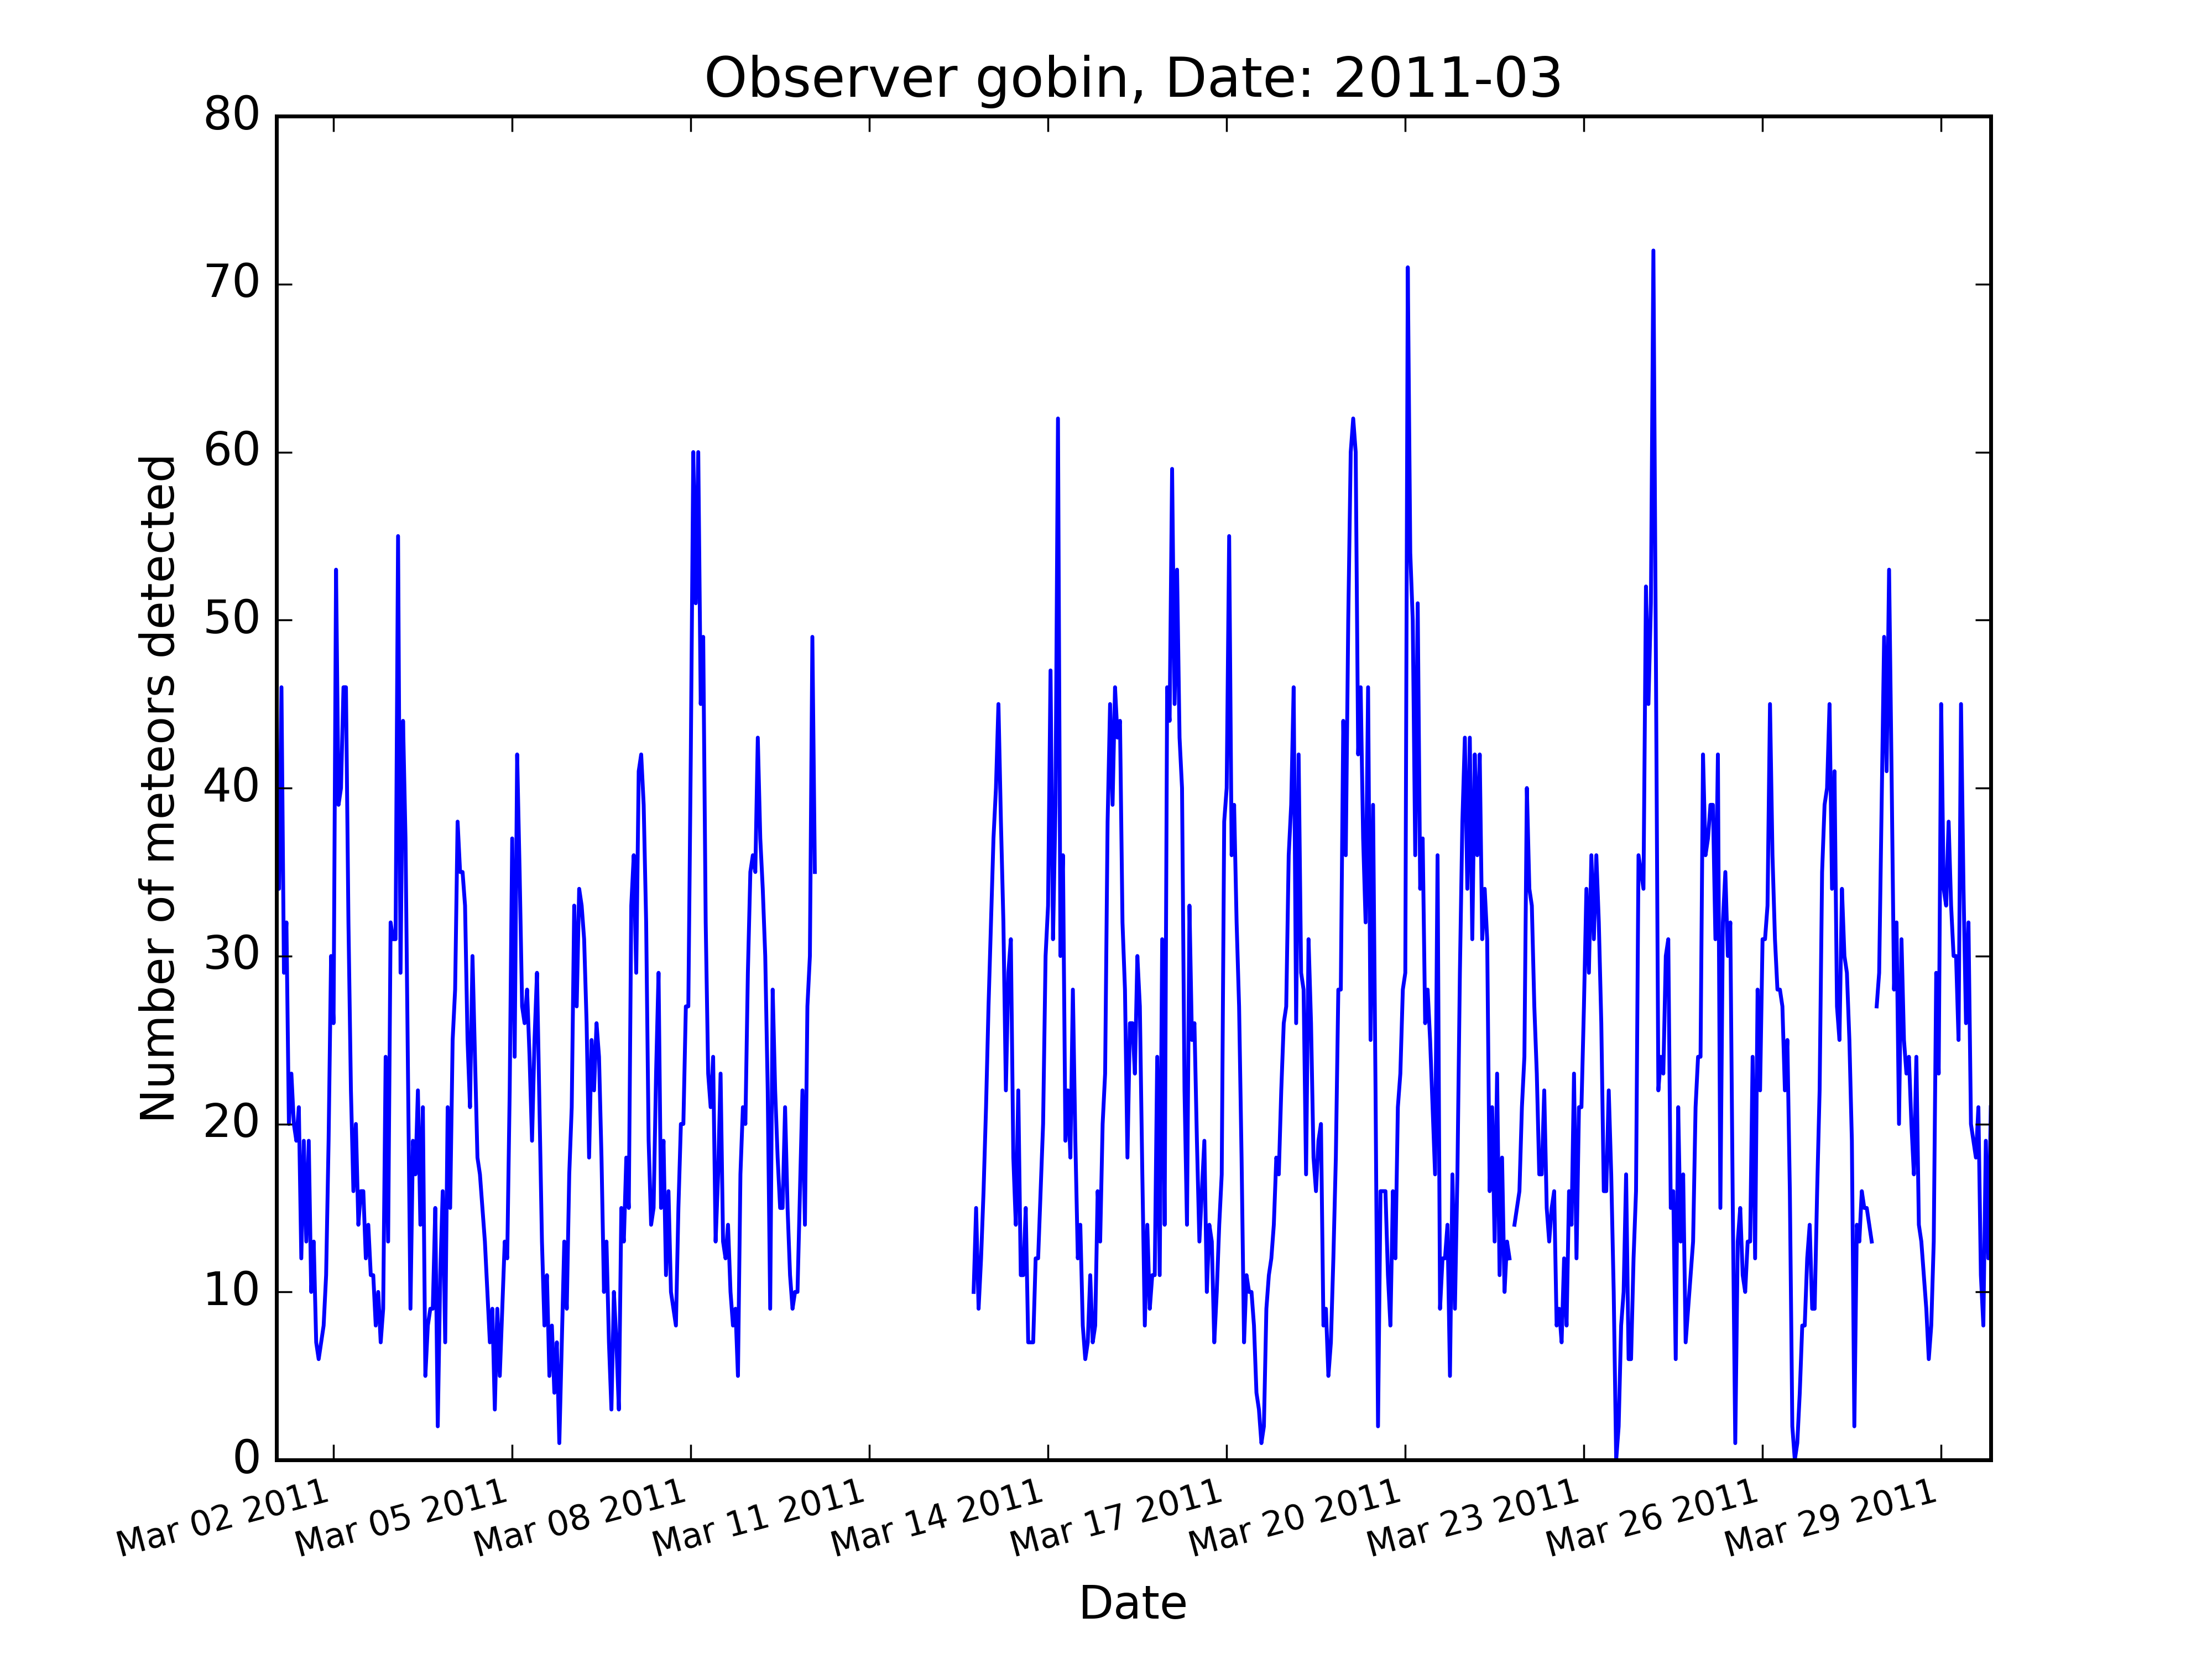 Observer gobin, Date: 2011-03
80
70
60
50
40
30
20
10
0
Number of meteors detected
Mar 02 2011
Mar 05 2011
Mar 08 2011
Mar 11 2011
Mar 14 2011
Mar 17 2011
Mar 20 2011
Mar 23 2011
Mar 26 2011
Mar 29 2011
Date